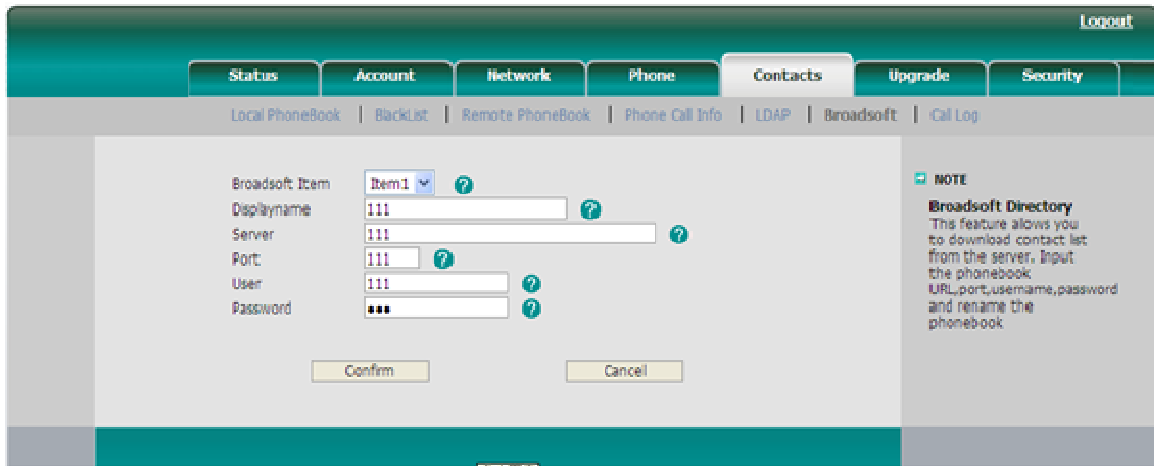 Logout
Status Account Network Phone Contacts Upgrade Security
Local PhoneBook | BlackList | Remote PhoneBook | Phone Call Info | LDAP | Broadsoft | Call Log
Broadsoft Item Item:1
Displayname 111
Server 111
Port 111
User 111
Password •••
Confirm Cancel
NOTE
Broadsoft Directory
This feature allows you
to download contact list
from the server. Input
the phonebook
URL,port,username,password
and rename the
phonebook